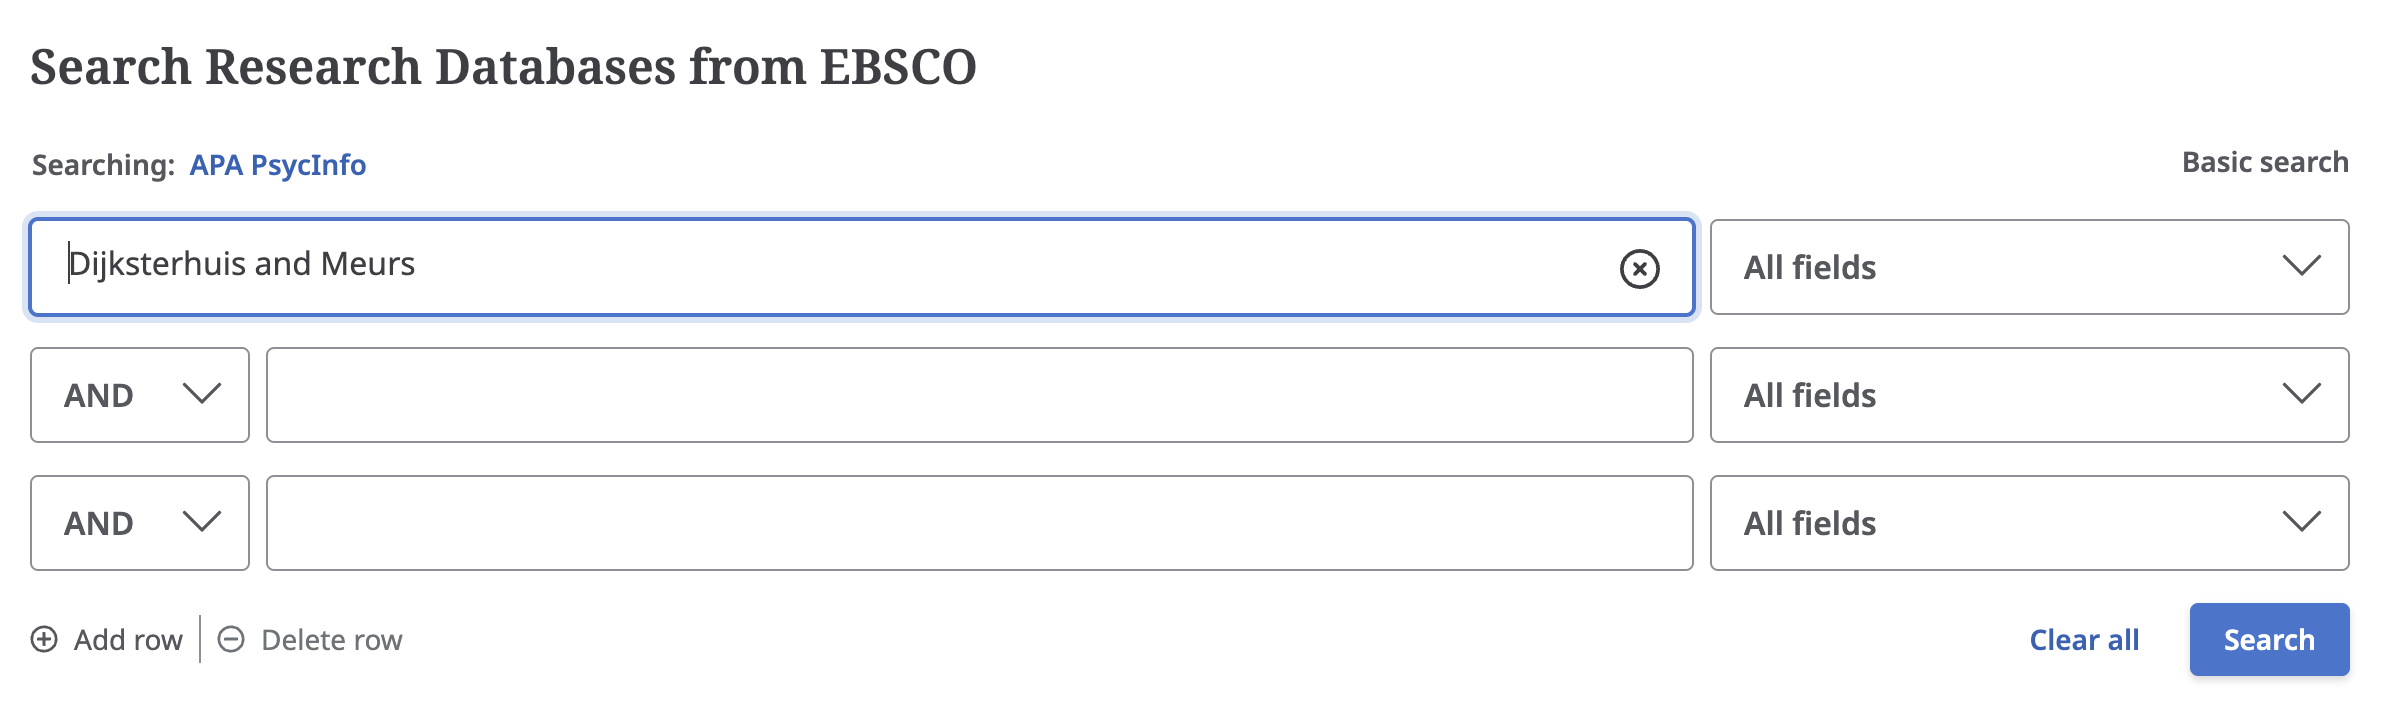 Search Research Databases from EBSCO
Searching: APA PsycInfo
Basic search
Dijksterhuis and Meurs
All fields
AND
All fields
AND
All fields
Add row
Delete row
Clear all
Search